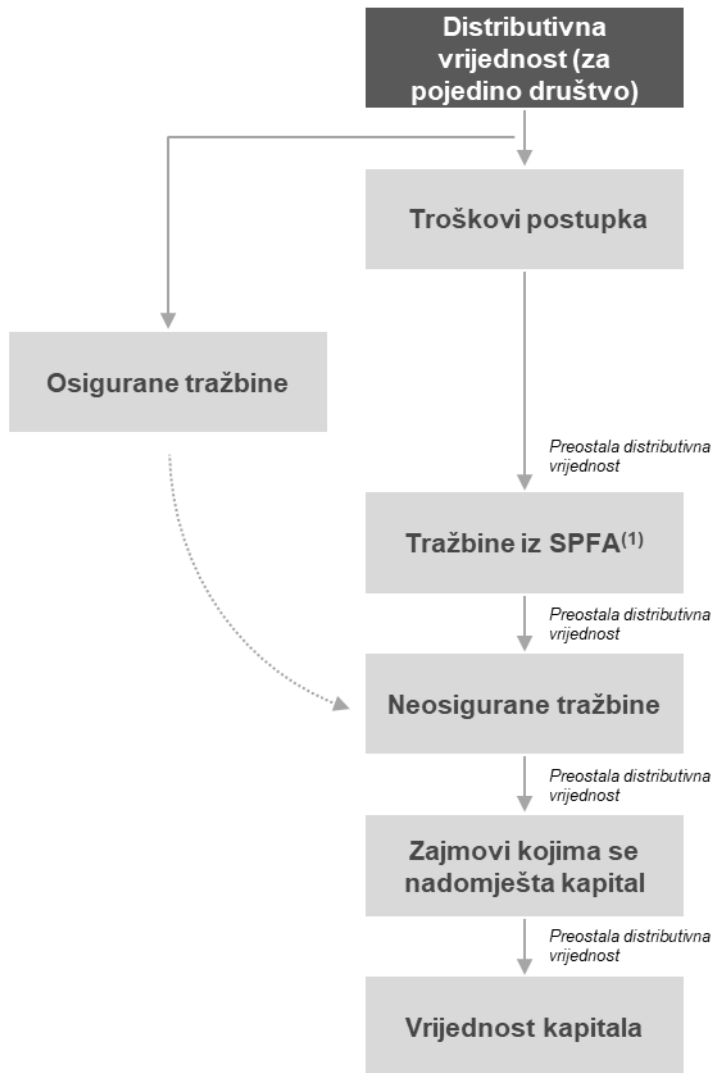 Distributivna
vrijednost (za
pojedino društvo)
Troškovi postupka
Osigurane tražbine
Preostala distributivna
vrijednost
Tražbine iz SPFA(1)
Preostala distributivna
vrijednost
Neosigurane tražbine
Preostala distributivna
vrijednost
Zajmovi kojima se
nadomješta kapital
Preostala distributivna
vrijednost
Vrijednost kapitala